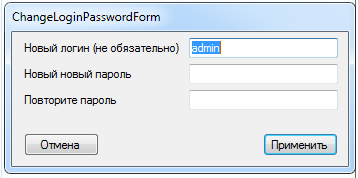 ChangeLoginPasswordForm
Новый логин (не обязательно) admin
Новый новый пароль
Повторите пароль
Отмена Применить